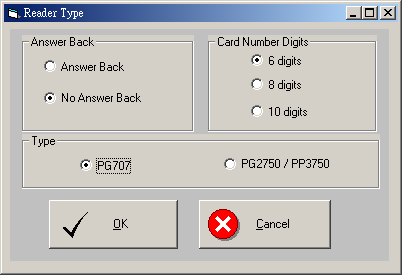 Reader Type
Answer Back
Answer Back
No Answer Back
Card Number Digits
6 digits
8 digits
10 digits
Type
PG707
PG2750 / PP3750
OK
Cancel